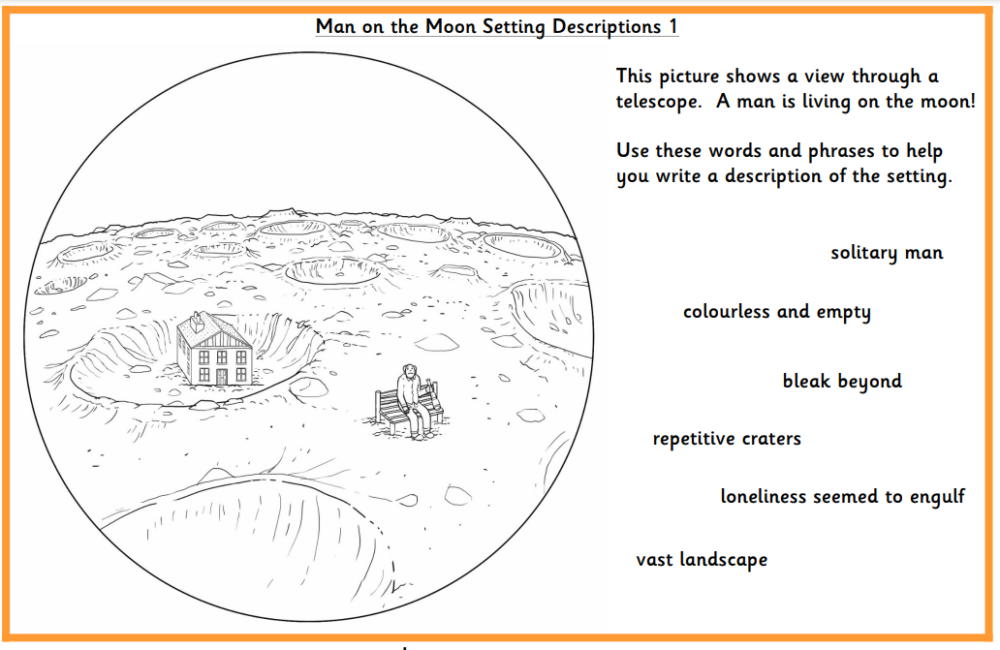 Man on the Moon Setting Descriptions 1
This picture shows a view through a
telescope.  A man is living on the moon!
Use these words and phrases to help
you write a description of the setting.
solitary man
colourless and empty
bleak beyond
repetitive craters
loneliness seemed to engulf
vast landscape